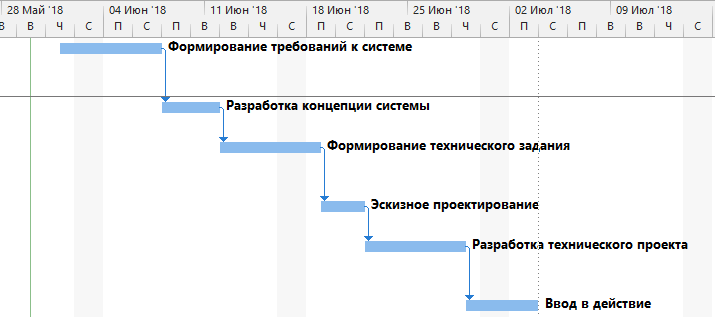 28 Май '18 04 Июн '18 11 Июн '18 18 Июн '18 25 Июн '18 02 Июл '18 09 Июл '18
В В Ч С П С П В В Ч С П С П В В Ч С П С П В В Ч С
Формирование требований к системе
Разработка концепции системы
Формирование технического задания
Эскизное проектирование
Разработка технического проекта
Ввод в действие